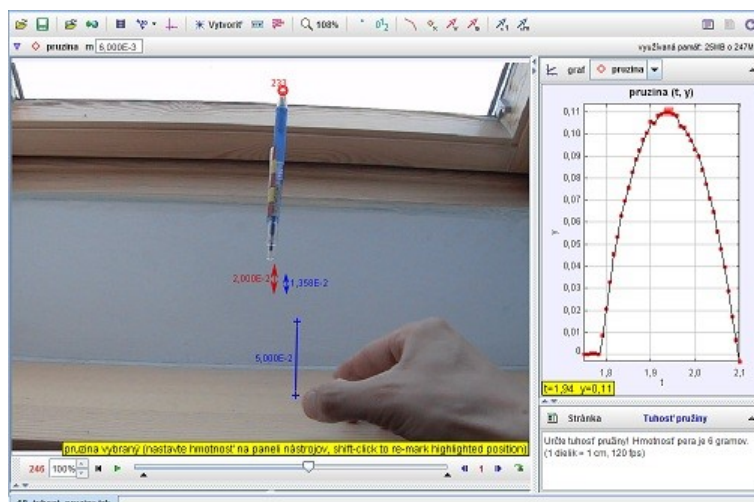 Vytvoriť 108%
pruzina m 6,000E-3
využívaná pamäť: 25MB o 247M
graf pruzina
pruzina (t, y)
0,11
0,10
0,09
0,08
0,07
0,06
0,05
0,04
0,03
0,02
0,01
0
y
1,8 1,9 2,0 2,1
t
t=1,94 y=0,11
233
2,000E-2
1,358E-2
5,000E-2
pruzina vybraný (nastavte hmotnosť na paneli nástrojov, shift-click to re-mark highlighted position)
246 100% 1
Stránka Tuhosť pružiny
Určte tuhosť pružiny! Hmotnosť pera je 6 gramov.
(1 dielik = 1 cm, 120 fps)